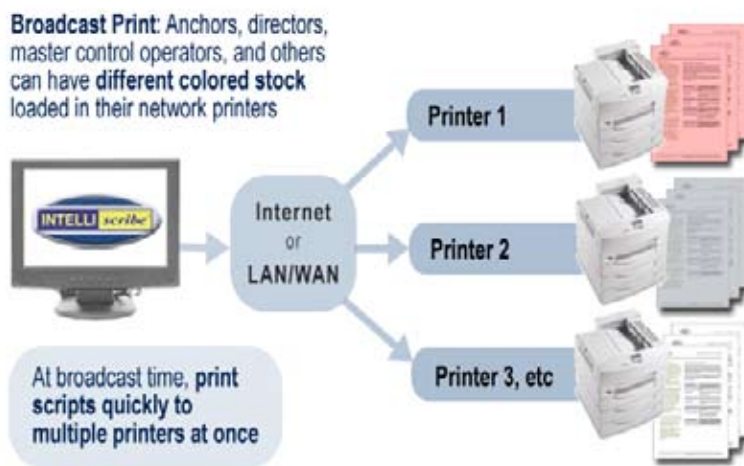 Broadcast Print: Anchors, directors,
master control operators, and others
can have different colored stock
loaded in their network printers
INTELLI scribe
Internet
or
LAN/WAN
Printer 1
Printer 2
Printer 3, etc
At broadcast time, print
scripts quickly to
multiple printers at once